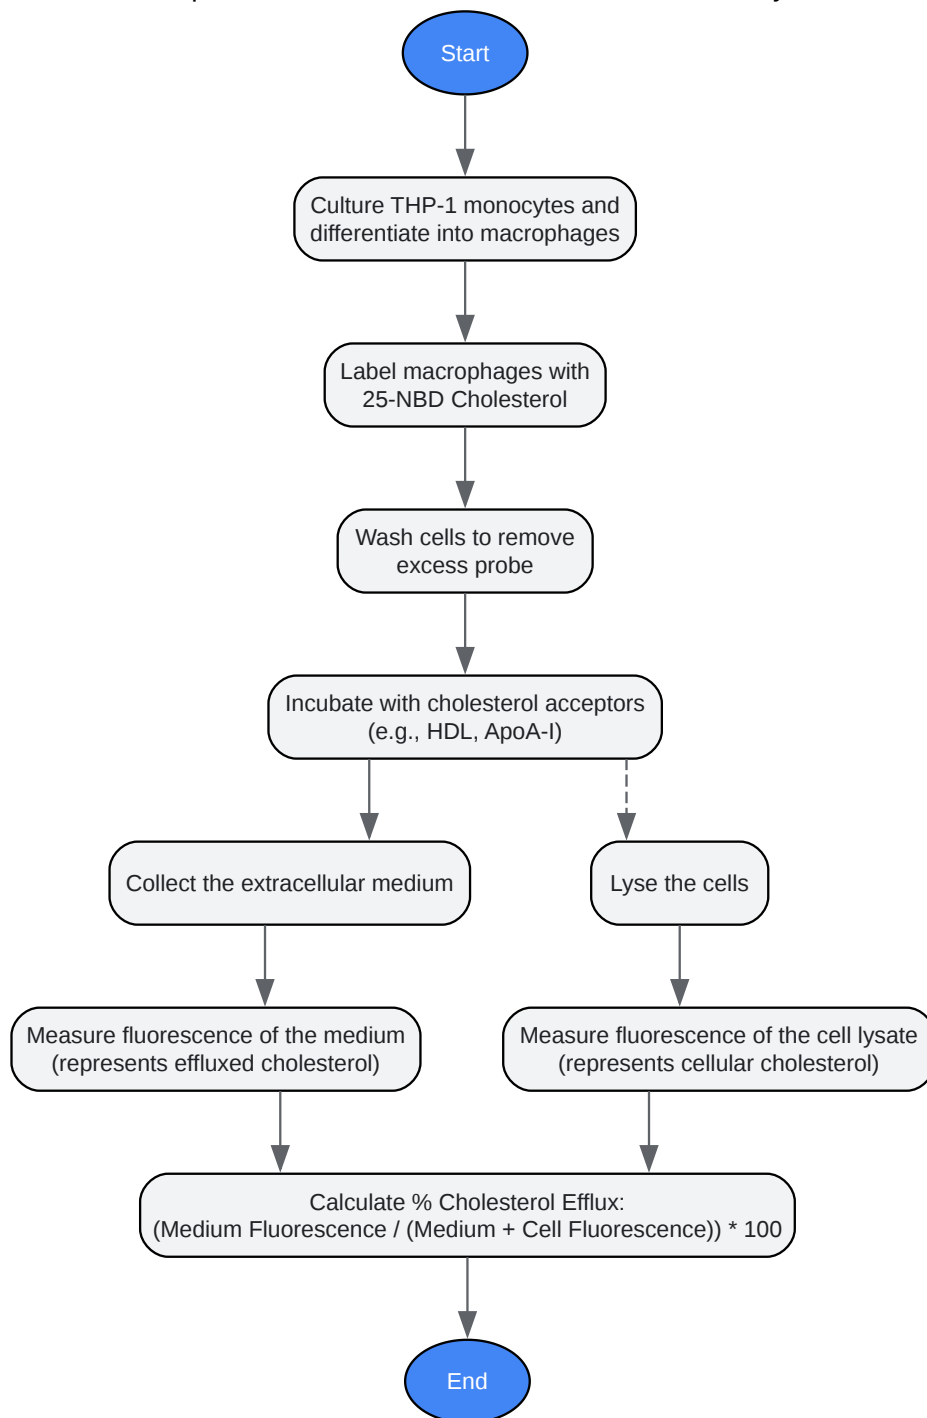 Start
Culture THP-1 monocytes and
differentiate into macrophages
Label macrophages with
25-NBD Cholesterol
Wash cells to remove
excess probe
Incubate with cholesterol acceptors
(e.g., HDL, ApoA-I)
Collect the extracellular medium
Lyse the cells
Measure fluorescence of the medium
(represents effluxed cholesterol)
Measure fluorescence of the cell lysate
(represents cellular cholesterol)
Calculate % Cholesterol Efflux:
(Medium Fluorescence / (Medium + Cell Fluorescence)) * 100
End